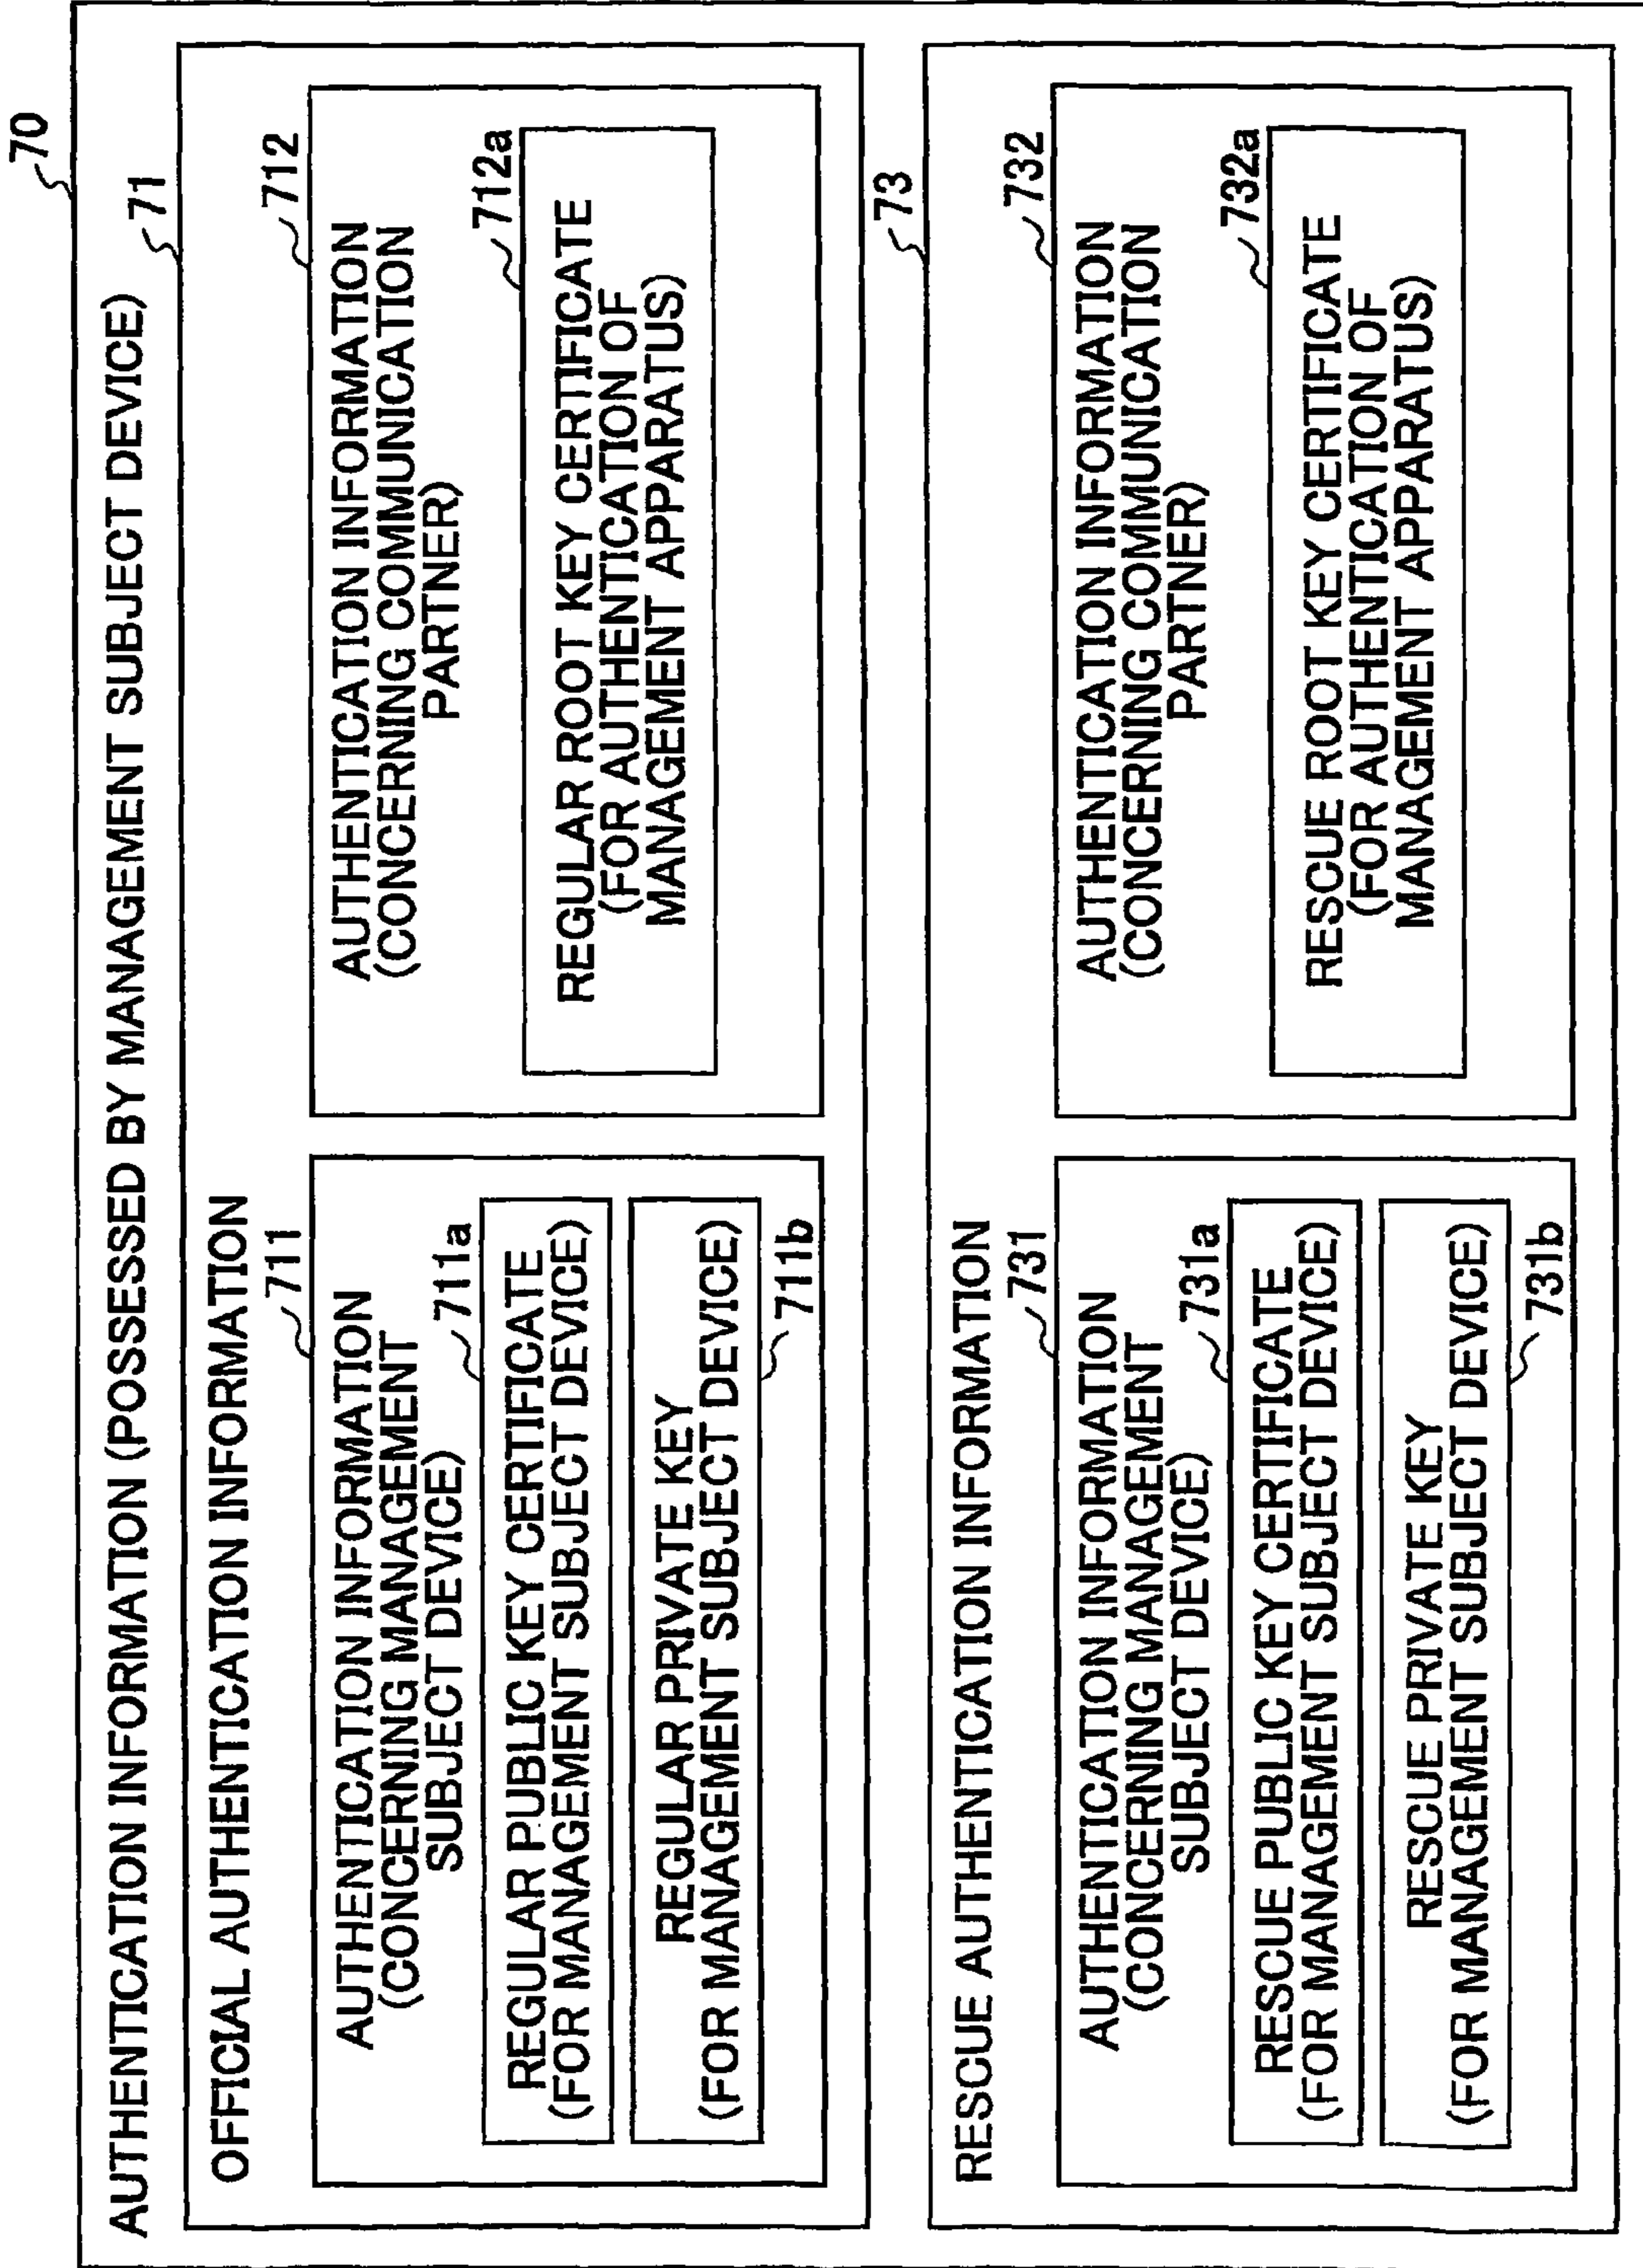 70
AUTHENTICATION INFORMATION (POSSESSED BY MANAGEMENT SUBJECT DEVICE)
71
OFFICIAL AUTHENTICATION INFORMATION
711
AUTHENTICATION INFORMATION
(CONCERNING MANAGEMENT
SUBJECT DEVICE)
711a
REGULAR PUBLIC KEY CERTIFICATE
(FOR MANAGEMENT SUBJECT DEVICE)
REGULAR PRIVATE KEY
(FOR MANAGEMENT SUBJECT DEVICE)
711b
712
AUTHENTICATION INFORMATION
(CONCERNING COMMUNICATION
PARTNER)
712a
REGULAR ROOT KEY CERTIFICATE
(FOR AUTHENTICATION OF
MANAGEMENT APPARATUS)
73
RESCUE AUTHENTICATION INFORMATION
731
AUTHENTICATION INFORMATION
(CONCERNING MANAGEMENT
SUBJECT DEVICE)
731a
RESCUE PUBLIC KEY CERTIFICATE
(FOR MANAGEMENT SUBJECT DEVICE)
RESCUE PRIVATE KEY
(FOR MANAGEMENT SUBJECT DEVICE)
731b
732
AUTHENTICATION INFORMATION
(CONCERNING COMMUNICATION
PARTNER)
732a
RESCUE ROOT KEY CERTIFICATE
(FOR AUTHENTICATION OF
MANAGEMENT APPARATUS)